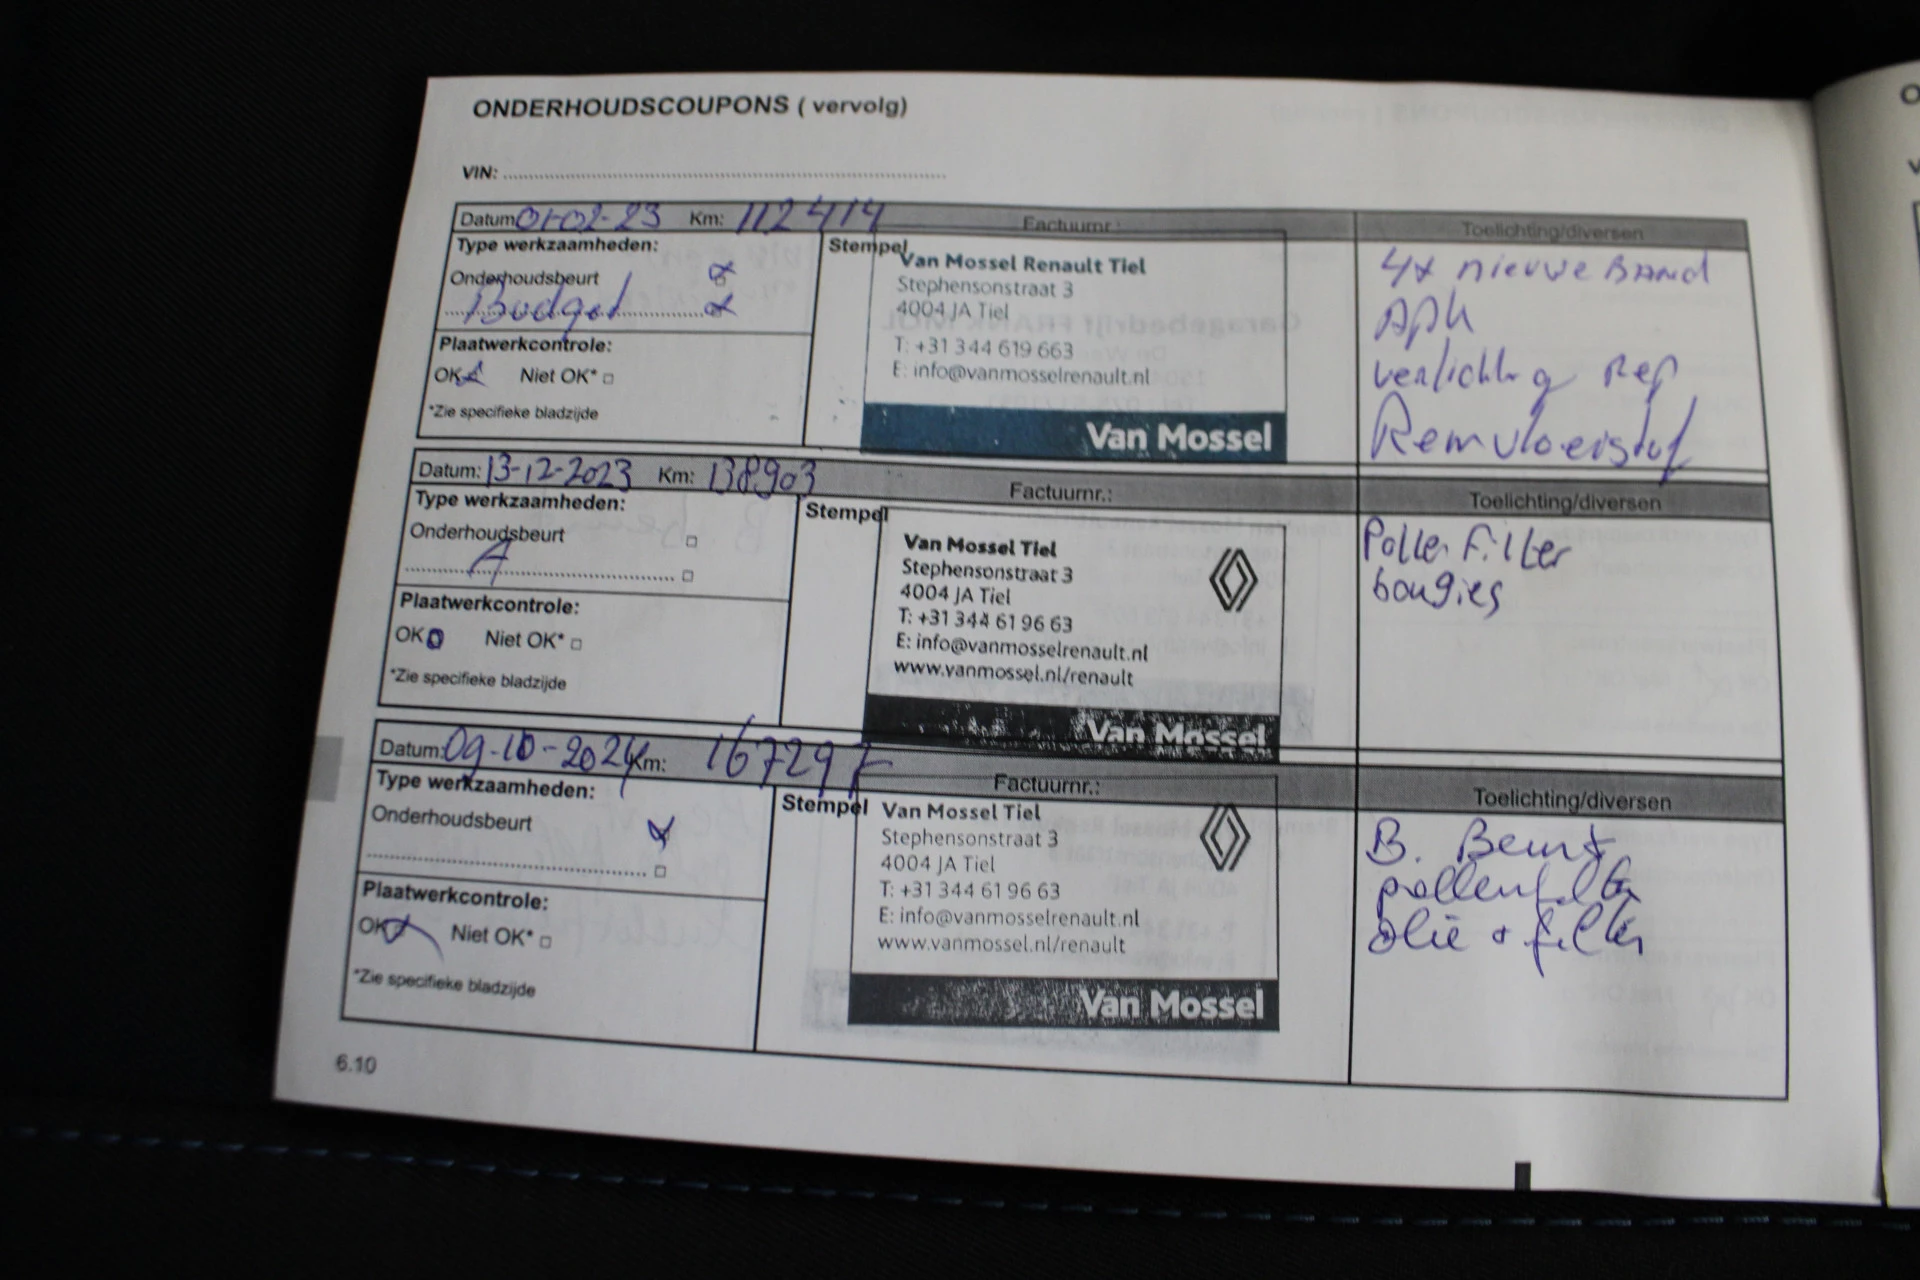 ONDERHOUDSCOUPONS ( vervolg)
VIN: ........................
Datum: 01-02-23 Km: 112414 Factuurnr.: Toelichting/diversen
Type werkzaamheden:
Onderhoudsbeurt
Budget
Plaatwerkcontrole:
OK Niet OK*
*Zie specifieke bladzijde
Stempel
Van Mossel Renault Tiel
Stephensonstraat 3
4004 JA Tiel
T: +31 344 619 663
E: info@vanmosselrenault.nl
Van Mossel
4x nieuwe BAND
APK
verlichting Rep
Remvloeistof
Datum: 13-12-2023 Km: 138903 Factuurnr.: Toelichting/diversen
Type werkzaamheden:
Onderhoudsbeurt
A
Plaatwerkcontrole:
OK Niet OK*
*Zie specifieke bladzijde
Stempel
Van Mossel Tiel
Stephensonstraat 3
4004 JA Tiel
T: +31 344 61 96 63
E: info@vanmosselrenault.nl
www.vanmossel.nl/renault
Van Mossel
Pollen Filter
bougies
Datum: 09-10-2024 Km: 167297 Factuurnr.: Toelichting/diversen
Type werkzaamheden:
Onderhoudsbeurt
Plaatwerkcontrole:
OK Niet OK*
*Zie specifieke bladzijde
Stempel
Van Mossel Tiel
Stephensonstraat 3
4004 JA Tiel
T: +31 344 61 96 63
E: info@vanmosselrenault.nl
www.vanmossel.nl/renault
Van Mossel
B. Beurt
pollenfilter
olie + filter
6.10